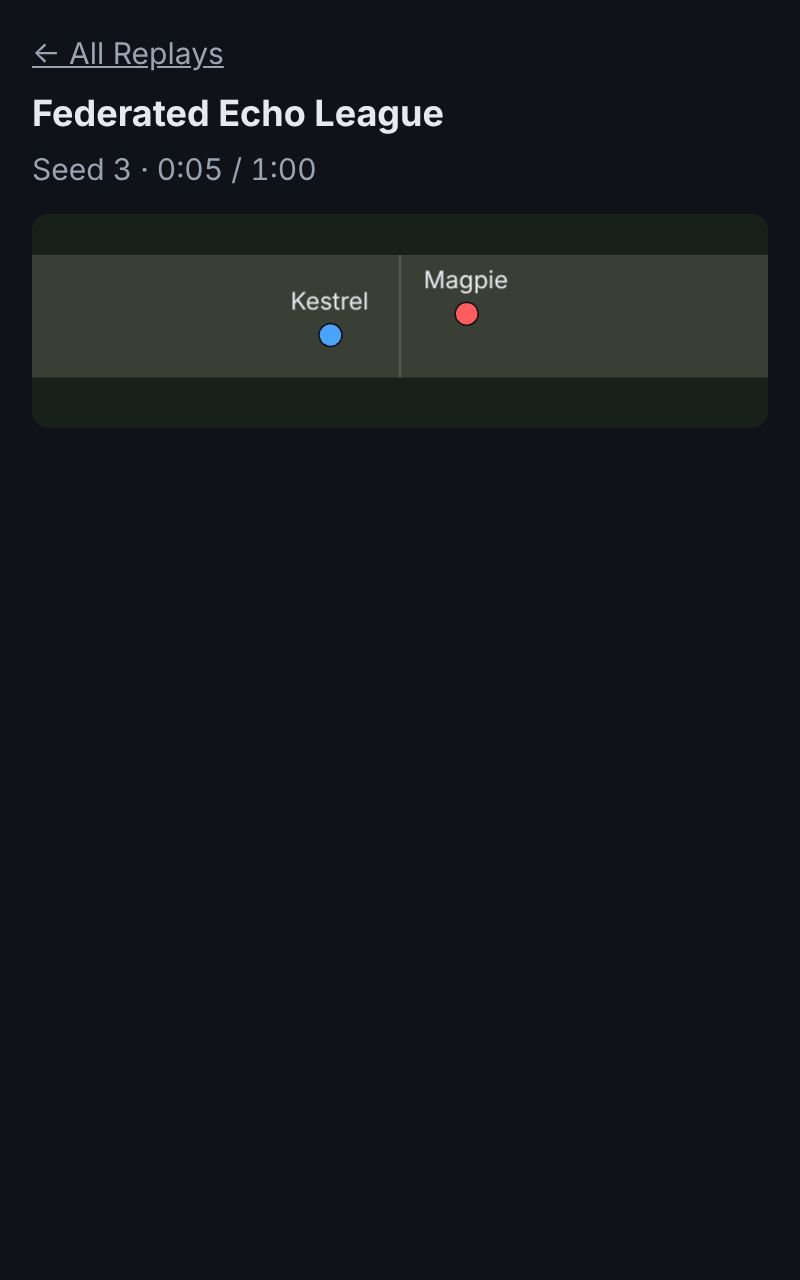 ← All Replays
Federated Echo League
Seed 3 · 0:05 / 1:00
Magpie
Kestrel